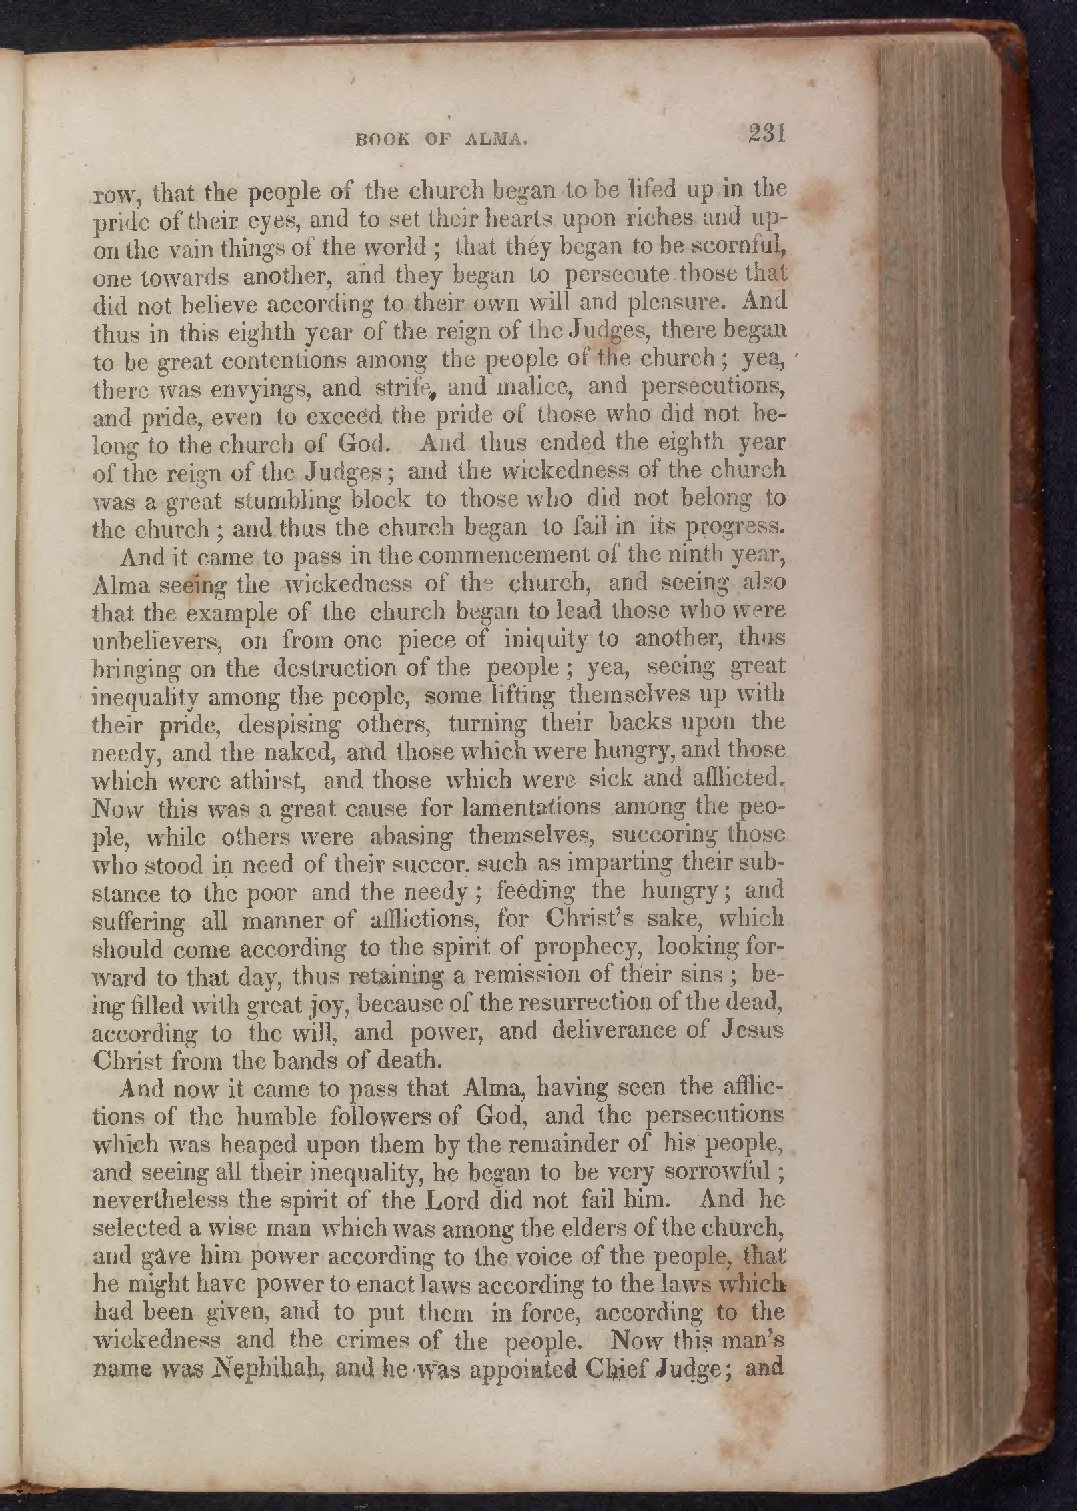 BOOK OF ALMA. 231
row, that the people of the church began to be lifed up in the
pride of their eyes, and to set their hearts upon riches and up-
on the vain things of the world ; that they began to be scornful,
one towards another, and they began to persecute those that
did not believe according to their own will and pleasure. And
thus in this eighth year of the reign of the Judges, there began
to be great contentions among the people of the church ; yea,
there was envyings, and strife, and malice, and persecutions,
and pride, even to exceed the pride of those who did not be-
long to the church of God. And thus ended the eighth year
of the reign of the Judges ; and the wickedness of the church
was a great stumbling block to those who did not belong to
the church ; and thus the church began to fail in its progress.
And it came to pass in the commencement of the ninth year,
Alma seeing the wickedness of the church, and seeing also
that the example of the church began to lead those who were
unbelievers, on from one piece of iniquity to another, thus
bringing on the destruction of the people ; yea, seeing great
inequality among the people, some lifting themselves up with
their pride, despising others, turning their backs upon the
needy, and the naked, and those which were hungry, and those
which were athirst, and those which were sick and afflicted.
Now this was a great cause for lamentations among the peo-
ple, while others were abasing themselves, succoring those
who stood in need of their succor, such as imparting their sub-
stance to the poor and the needy ; feeding the hungry ; and
suffering all manner of afflictions, for Christ's sake, which
should come according to the spirit of prophecy, looking for-
ward to that day, thus retaining a remission of their sins ; be-
ing filled with great joy, because of the resurrection of the dead,
according to the will, and power, and deliverance of Jesus
Christ from the bands of death.
And now it came to pass that Alma, having seen the afflic-
tions of the humble followers of God, and the persecutions
which was heaped upon them by the remainder of his people,
and seeing all their inequality, he began to be very sorrowful ;
nevertheless the spirit of the Lord did not fail him. And he
selected a wise man which was among the elders of the church,
and gave him power according to the voice of the people, that
he might have power to enact laws according to the laws which
had been given, and to put them in force, according to the
wickedness and the crimes of the people. Now this man's
name was Nephihah, and he was appointed Chief Judge ; and